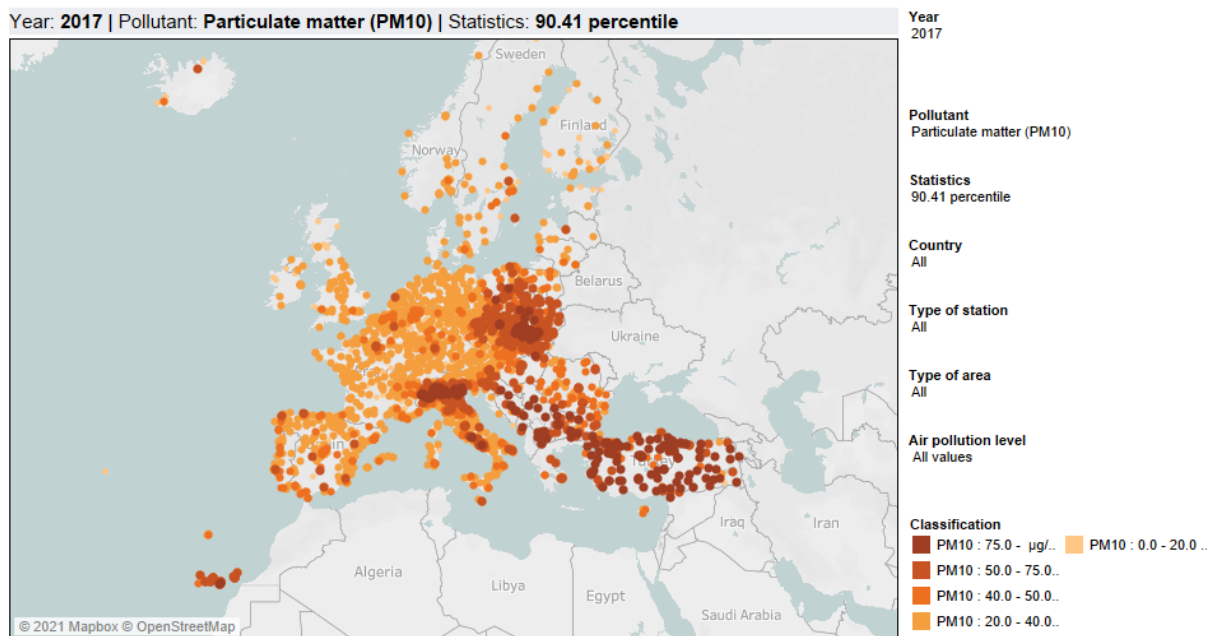 Year: 2017 | Pollutant: Particulate matter (PM10) | Statistics: 90.41 percentile
Year
2017
Pollutant
Particulate matter (PM10)
Statistics
90.41 percentile
Country
All
Type of station
All
Type of area
All
Air pollution level
All values
Classification
PM10 : 75.0 - µg/..
PM10 : 0.0 - 20.0 ..
PM10 : 50.0 - 75.0..
PM10 : 40.0 - 50.0..
PM10 : 20.0 - 40.0..
Sweden
Finland
Norway
Belarus
Ukraine
Turkey
Iraq
Iran
Algeria
Libya
Egypt
Saudi Arabia
© 2021 Mapbox © OpenStreetMap